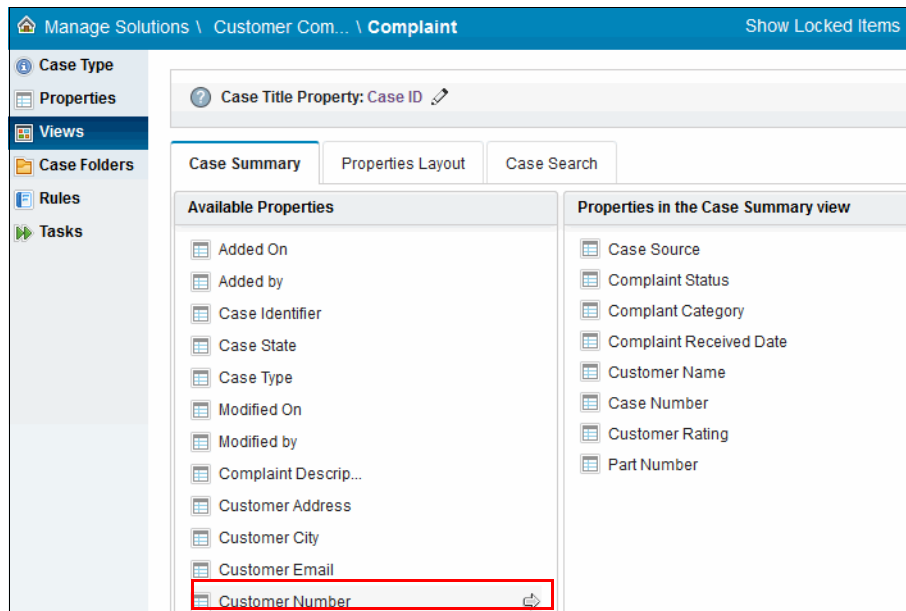 Manage Solutions \ Customer Com... \ Complaint
Show Locked Items
Case Type
Properties
Views
Case Folders
Rules
Tasks
Case Title Property: Case ID
Case Summary
Properties Layout
Case Search
Available Properties
Added On
Added by
Case Identifier
Case State
Case Type
Modified On
Modified by
Complaint Descrip...
Customer Address
Customer City
Customer Email
Customer Number
Properties in the Case Summary view
Case Source
Complaint Status
Complant Category
Complaint Received Date
Customer Name
Case Number
Customer Rating
Part Number